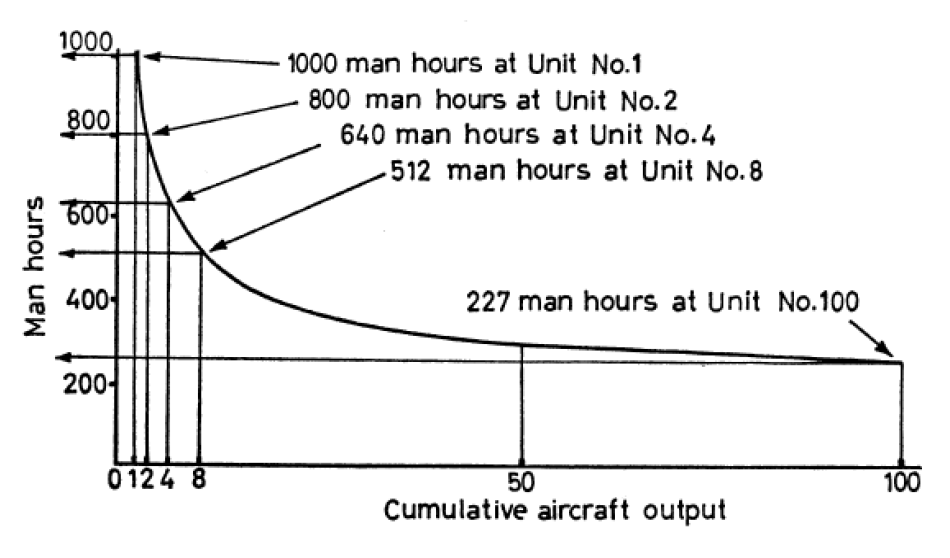 1000
1000 man hours at Unit No.1
800 man hours at Unit No.2
800
640 man hours at Unit No.4
512 man hours at Unit No.8
600
Man hours
400
227 man hours at Unit No.100
200
0 1 2 4 8 50 100
Cumulative aircraft output